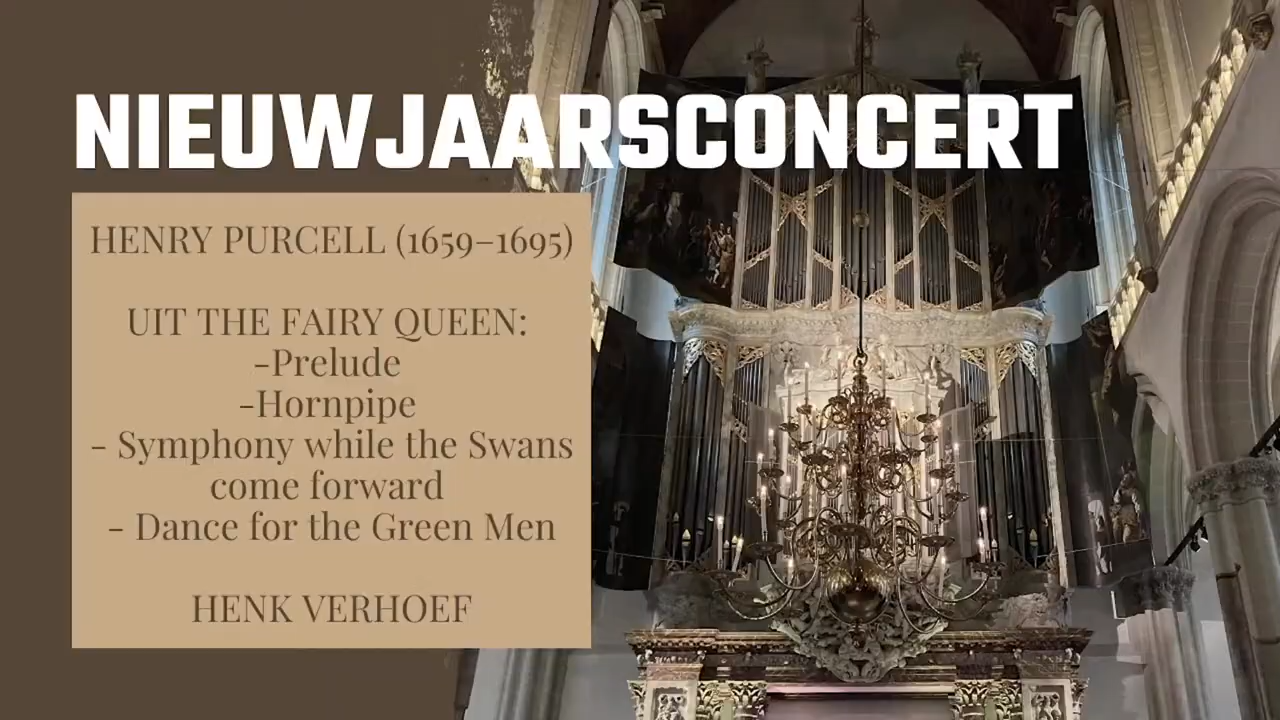 NIEUWJAARSCONCERT
HENRY PURCELL (1659–1695)
UIT THE FAIRY QUEEN:
-Prelude
-Hornpipe
- Symphony while the Swans
come forward
- Dance for the Green Men
HENK VERHOEF